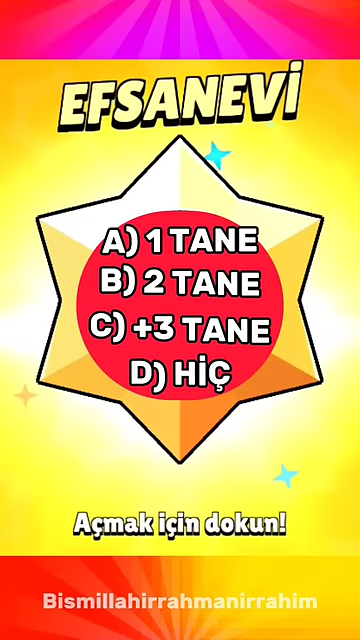 EFSANEVİ
A) 1 TANE
B) 2 TANE
C) +3 TANE
D) HİÇ
Açmak için dokun!
Bismillahirrahmanirrahim